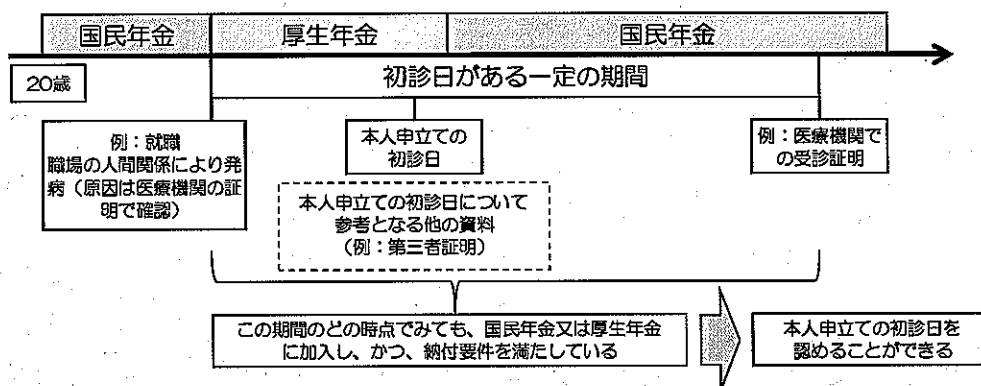 国民年金
厚生年金
国民年金
20歳
初診日がある一定の期間
例：就職
職場の人間関係により発
病（原因は医療機関の証
明で確認）
本人申立ての
初診日
例：医療機関で
の受診証明
本人申立ての初診日について
参考となる他の資料
（例：第三者証明）
この期間のどの時点でみても、国民年金又は厚生年金
に加入し、かつ、納付要件を満たしている
本人申立ての初診日を
認めることができる